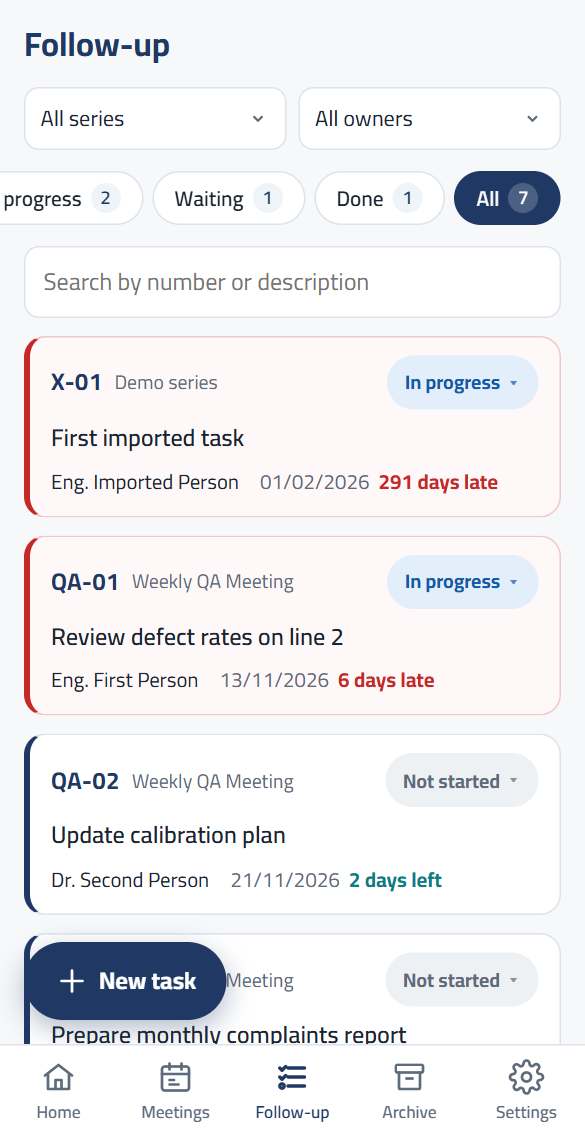 Follow-up
All series
All owners
progress 2
Waiting 1
Done 1
All 7
Search by number or description
X-01 Demo series In progress
First imported task
Eng. Imported Person 01/02/2026 291 days late
QA-01 Weekly QA Meeting In progress
Review defect rates on line 2
Eng. First Person 13/11/2026 6 days late
QA-02 Weekly QA Meeting Not started
Update calibration plan
Dr. Second Person 21/11/2026 2 days left
New task
Meeting Not started
Prepare monthly complaints report
Home
Meetings
Follow-up
Archive
Settings